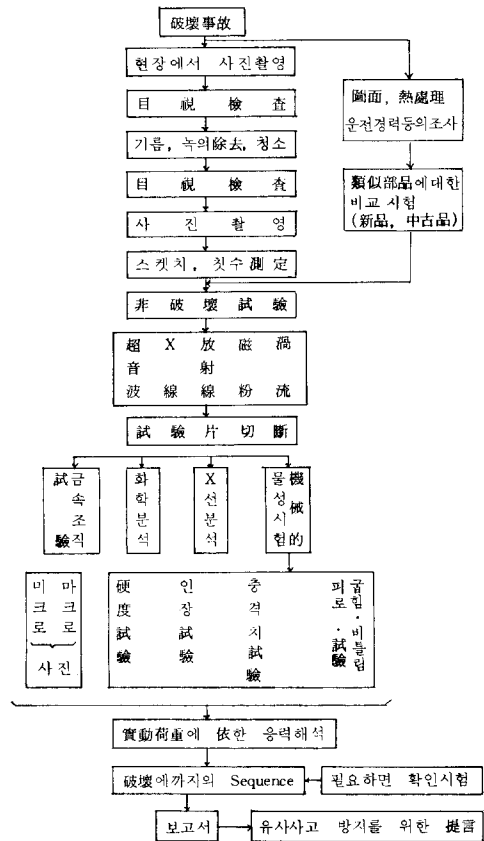 破壞事故
현장에서 사진촬영
目視檢查
기름, 녹의除去, 청소
目視檢查
사진촬영
스켓치, 칫수測定
圖面, 熱處理
운전경력등의조사
類似部品에대한
비교 시험
(新品, 中古品)
非破壞試驗
超音波
X線
放射線
磁粉
渦流
試驗片切斷
금속조직
試驗
화학분석
X선분석
機械的
물성시험
마크로
미크로
사진
硬度試驗
인장試驗
충격치試驗
굽힘·비틀림
피로·試驗
實動荷重에 依한 응력해석
破壞에까지의 Sequence
필요하면 확인시험
보고서
유사사고 방지를 위한 提言